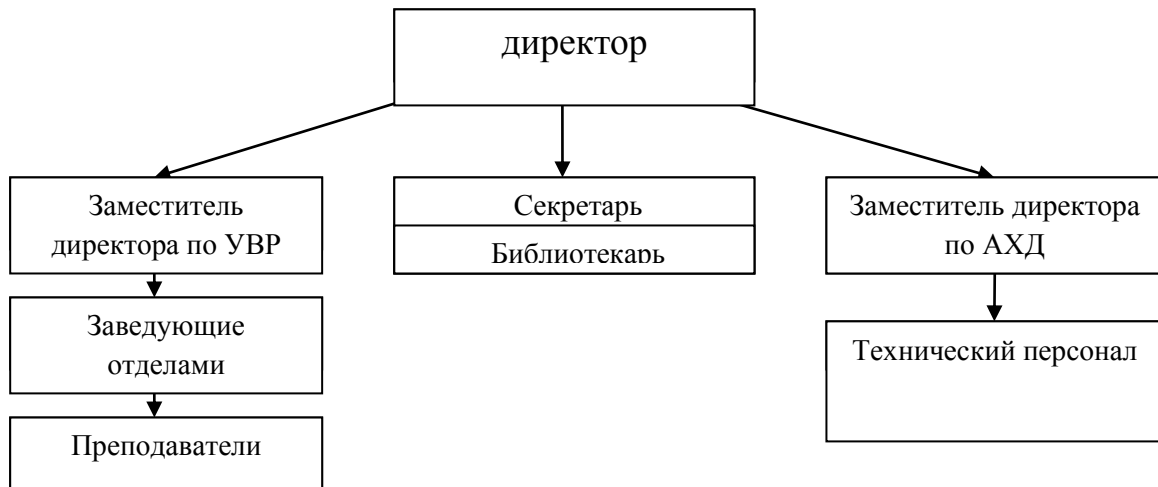 директор
Заместитель
директора по УВР
Секретарь
Библиотекарь
Заместитель директора
по АХД
Заведующие
отделами
Технический персонал
Преподаватели